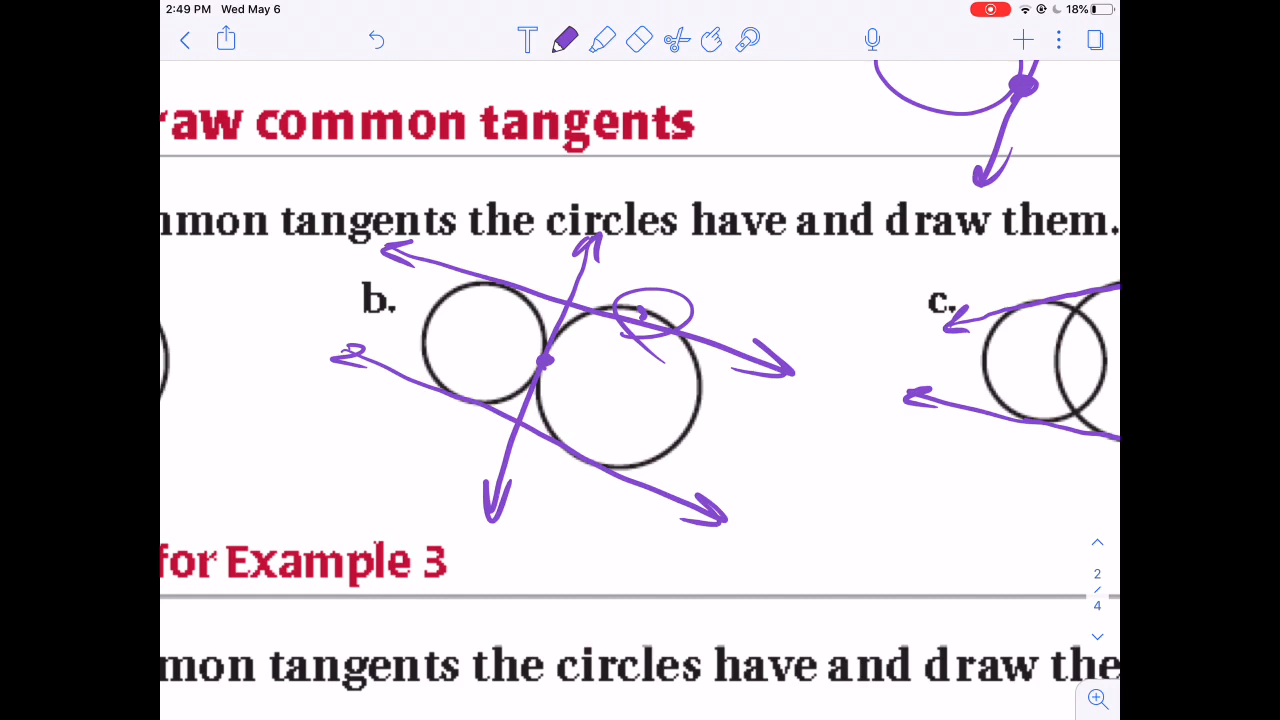 2:49 PM Wed May 6
18%
raw common tangents
mmon tangents the circles have and draw them.
b.
c.
for Example 3
mon tangents the circles have and draw the
2
/
4